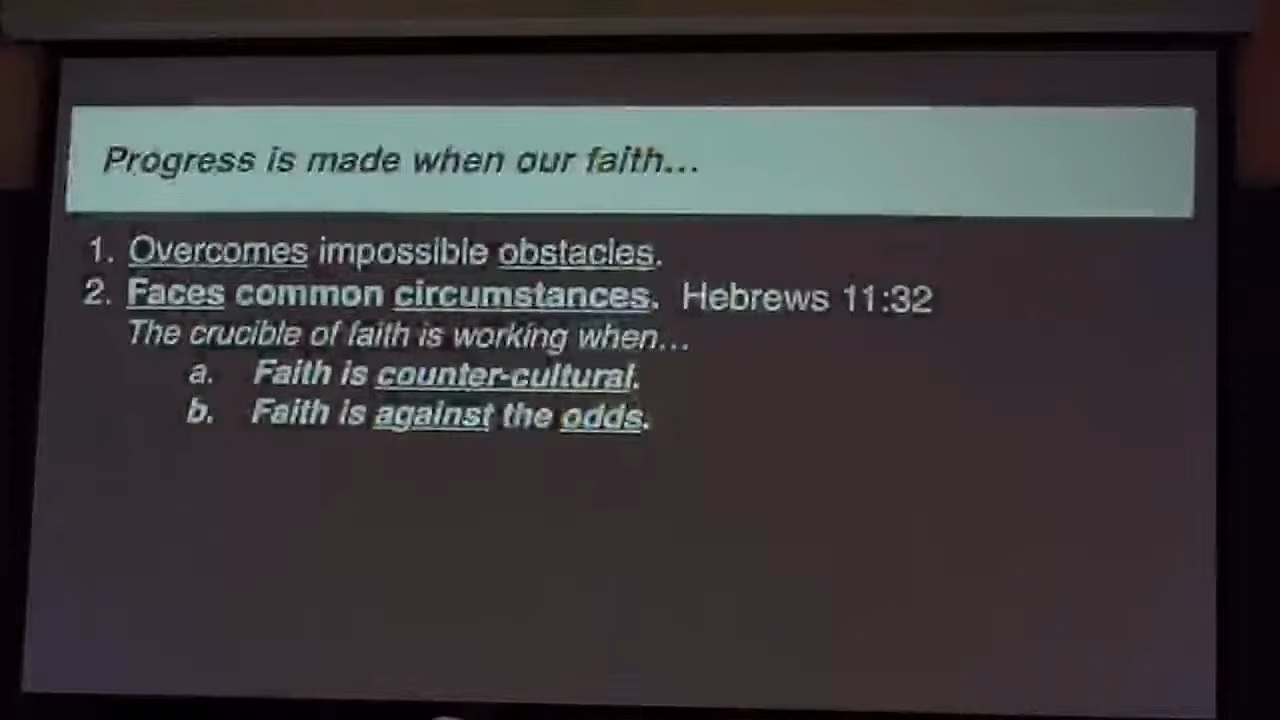 Progress is made when our faith...
1. Overcomes impossible obstacles.
2. Faces common circumstances. Hebrews 11:32
The crucible of faith is working when...
a. Faith is counter-cultural.
b. Faith is against the odds.